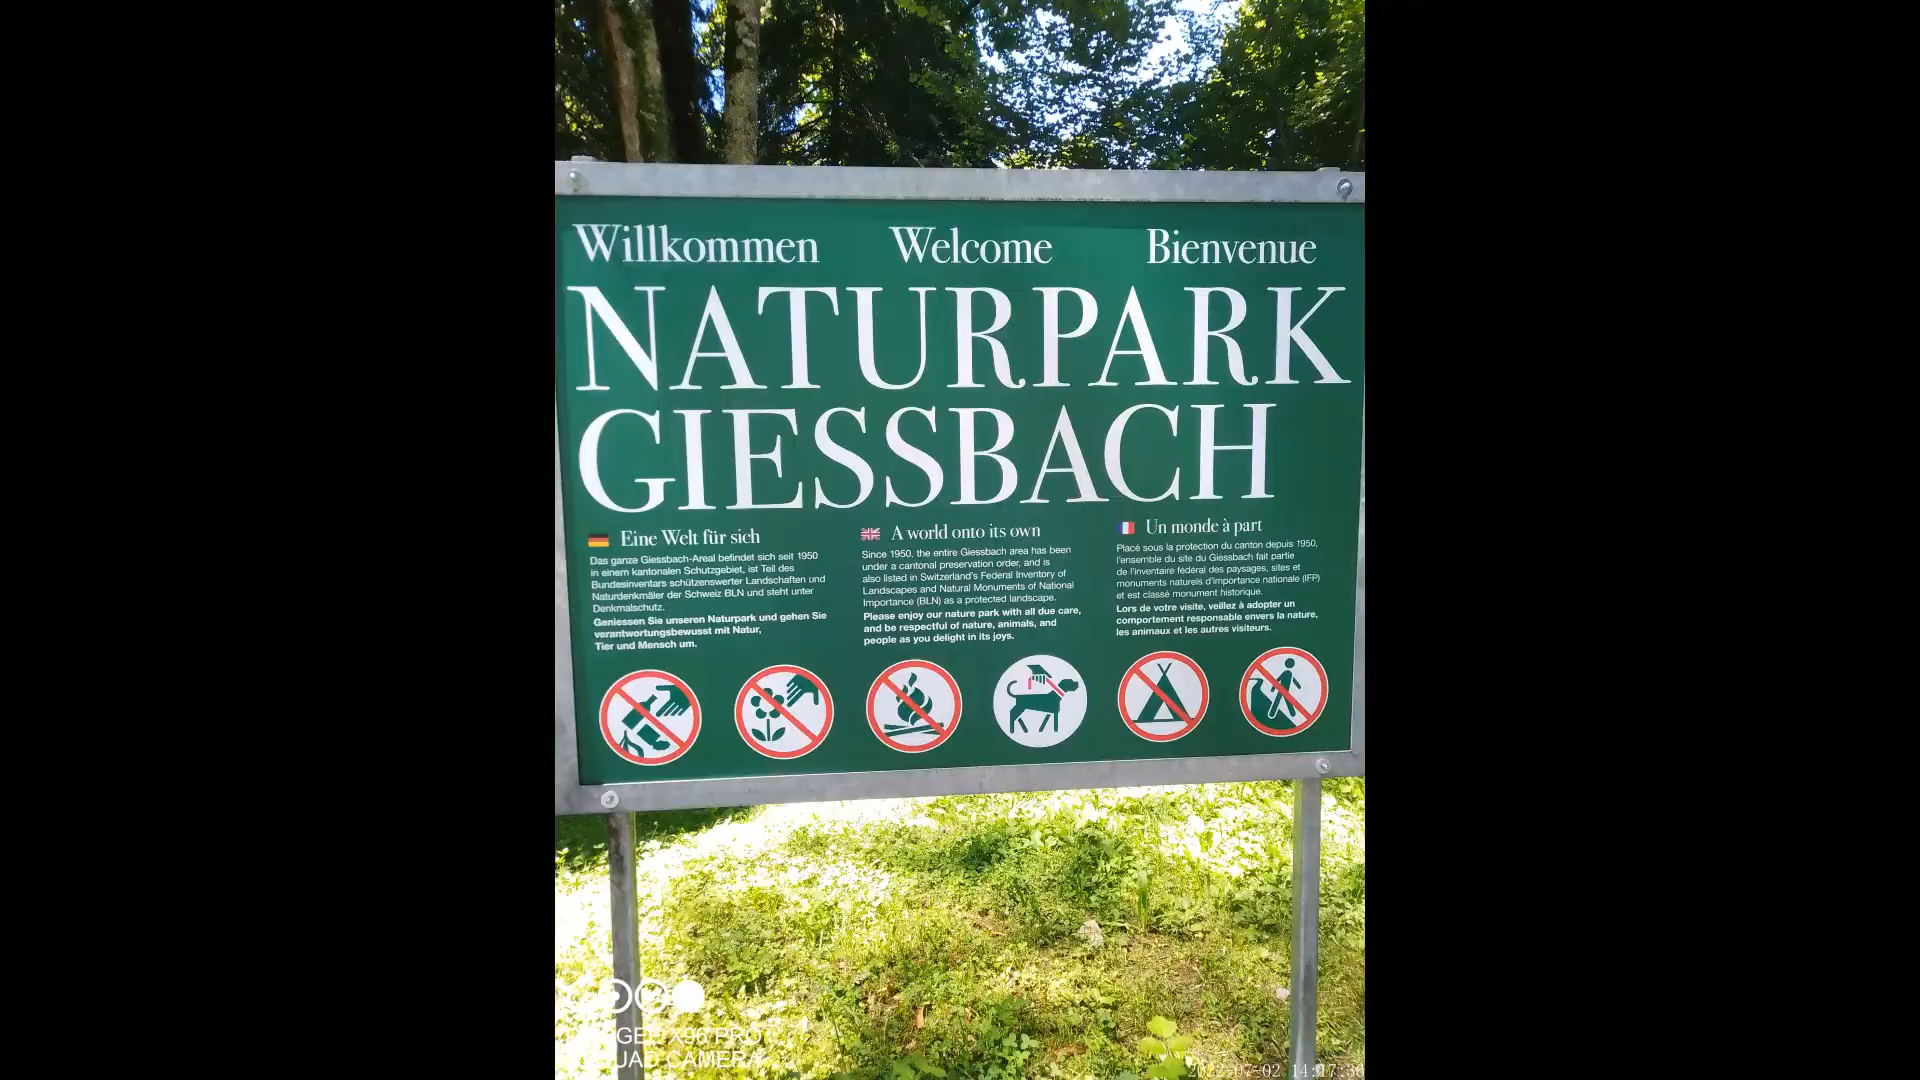 Willkommen Welcome Bienvenue
NATURPARK
GIESSBACH
Eine Welt für sich
Das ganze Giessbach-Areal befindet sich seit 1950
in einem kantonalen Schutzgebiet, ist Teil des
Bundesinventars schützenswerter Landschaften und
Naturdenkmäler der Schweiz BLN und steht unter
Denkmalschutz.
Geniessen Sie unseren Naturpark und gehen Sie
verantwortungsbewusst mit Natur,
Tier und Mensch um.
A world onto its own
Since 1950, the entire Giessbach area has been
under a cantonal preservation order, and is
also listed in Switzerland's Federal Inventory of
Landscapes and Natural Monuments of National
Importance (BLN) as a protected landscape.
Please enjoy our nature park with all due care,
and be respectful of nature, animals, and
people as you delight in its joys.
Un monde à part
Placé sous la protection du canton depuis 1950,
l'ensemble du site du Giessbach fait partie
de l'inventaire fédéral des paysages, sites et
monuments naturels d'importance nationale (IFP)
et est classé monument historique.
Lors de votre visite, veillez à adopter un
comportement responsable envers la nature,
les animaux et les autres visiteurs.
X96 PRO
CAMERA
2022-07-02 14:17:36